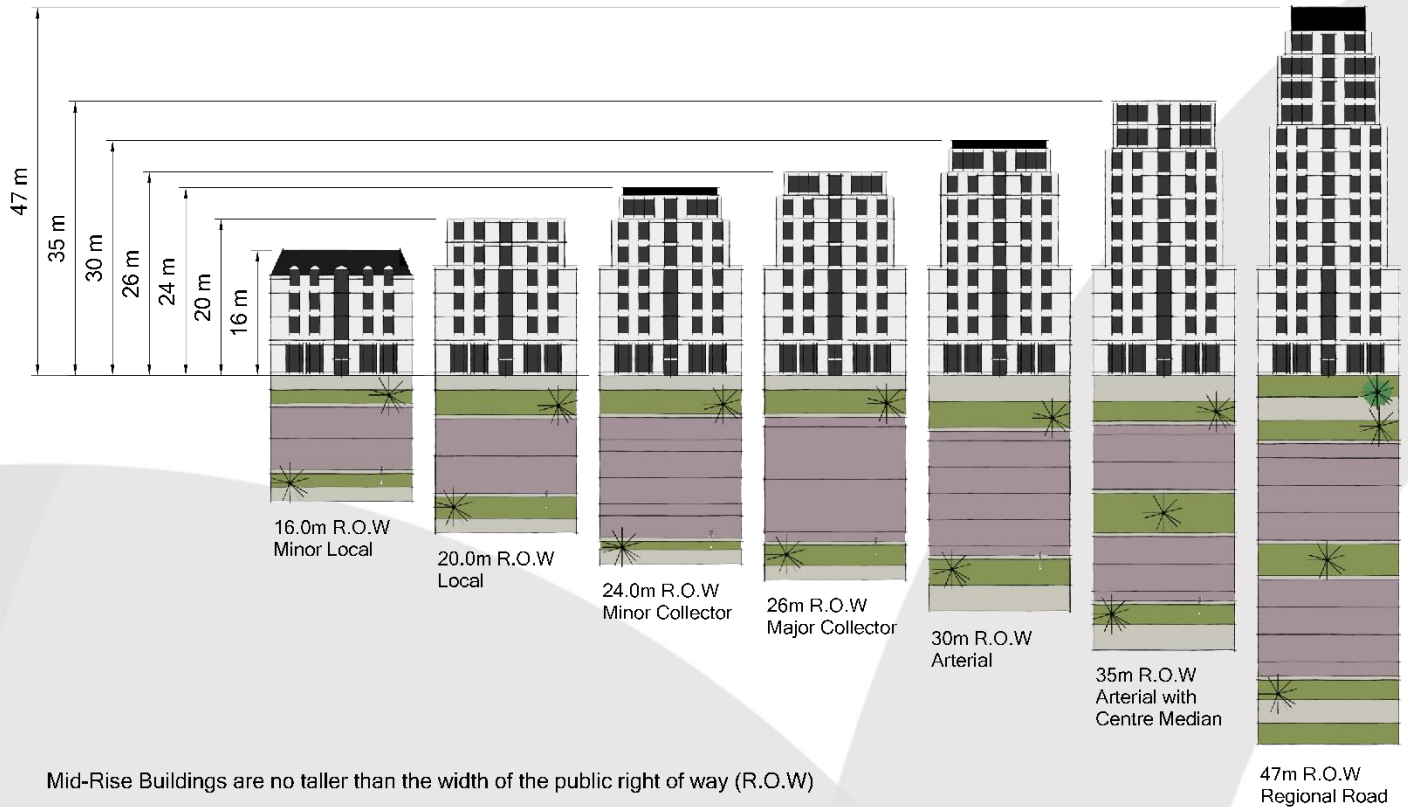 47 m
35 m
30 m
26 m
24 m
20 m
16 m
16.0m R.O.W
Minor Local
20.0m R.O.W
Local
24.0m R.O.W
Minor Collector
26m R.O.W
Major Collector
30m R.O.W
Arterial
35m R.O.W
Arterial with
Centre Median
47m R.O.W
Regional Road
Mid-Rise Buildings are no taller than the width of the public right of way (R.O.W)